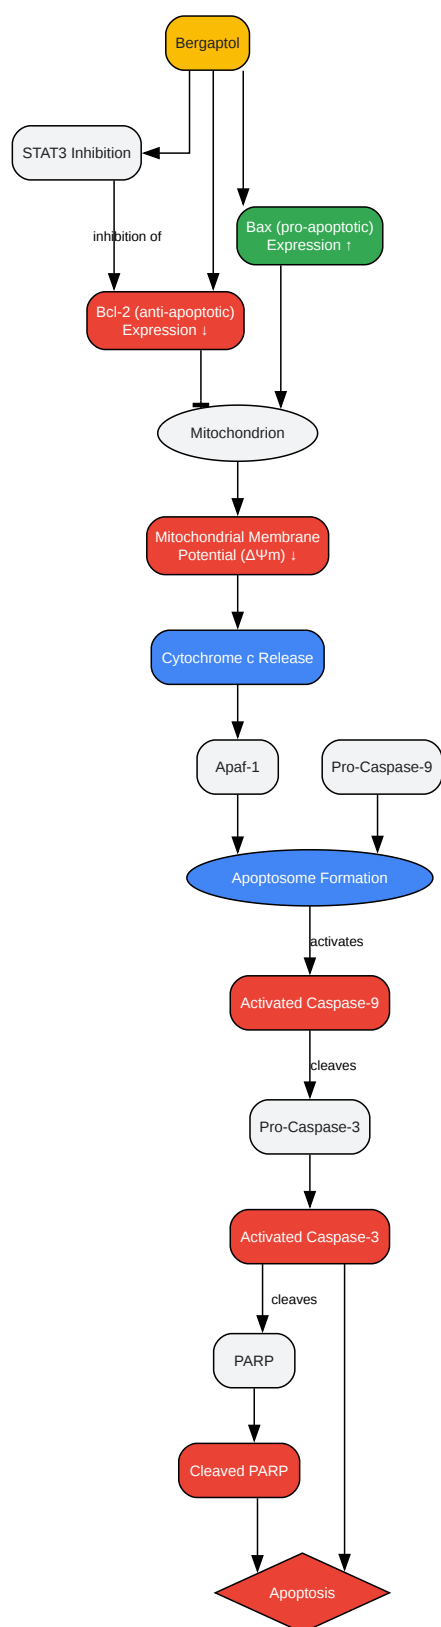 Bergaptol
STAT3 Inhibition
inhibition of
Bax (pro-apoptotic)
Expression ↑
Bcl-2 (anti-apoptotic)
Expression ↓
Mitochondrion
Mitochondrial Membrane
Potential (ΔΨm) ↓
Cytochrome c Release
Apaf-1
Pro-Caspase-9
Apoptosome Formation
activates
Activated Caspase-9
cleaves
Pro-Caspase-3
Activated Caspase-3
cleaves
PARP
Cleaved PARP
Apoptosis